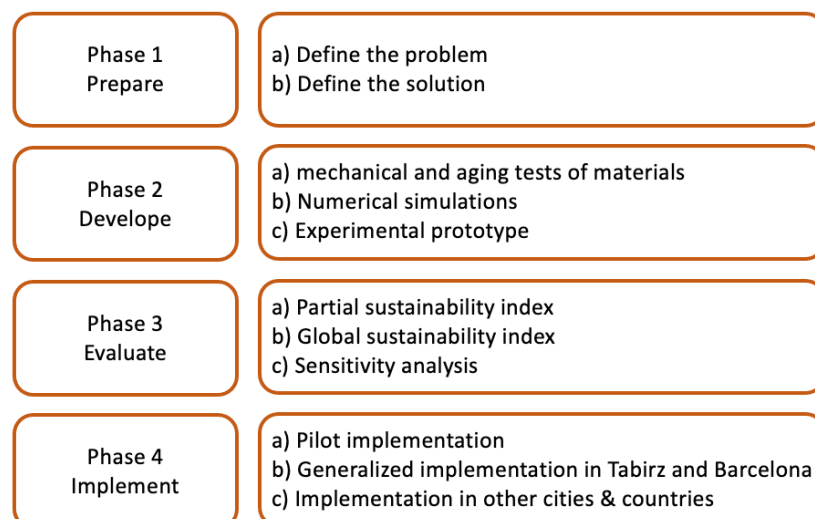 Phase 1
Prepare
a) Define the problem
b) Define the solution
Phase 2
Develope
a) mechanical and aging tests of materials
b) Numerical simulations
c) Experimental prototype
Phase 3
Evaluate
a) Partial sustainability index
b) Global sustainability index
c) Sensitivity analysis
Phase 4
Implement
a) Pilot implementation
b) Generalized implementation in Tabirz and Barcelona
c) Implementation in other cities & countries